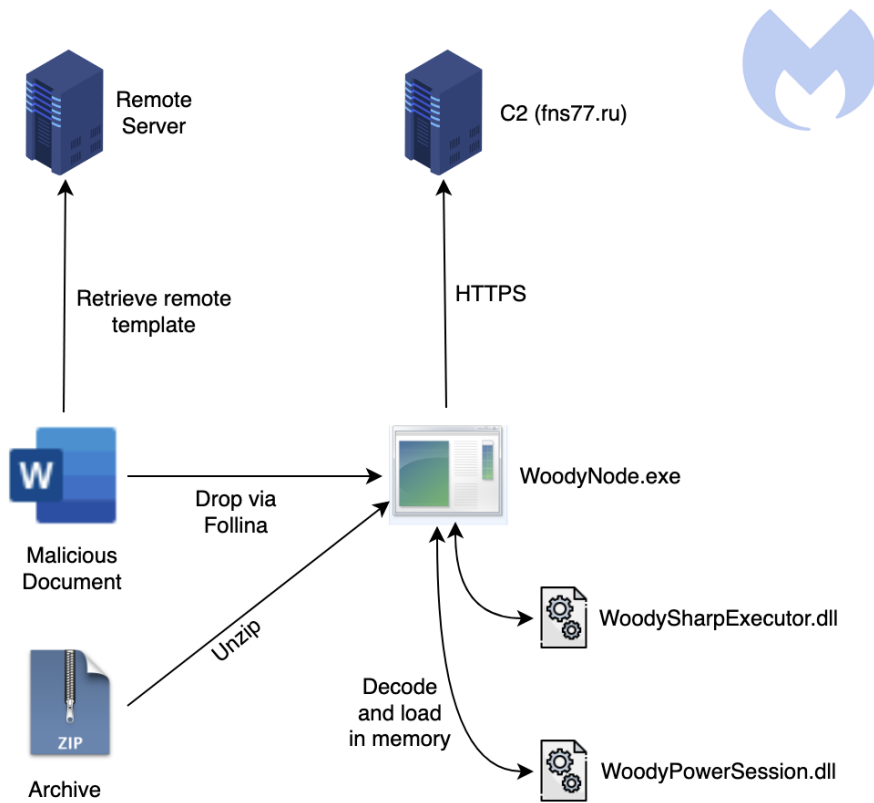 Remote
Server
C2 (fns77.ru)
Retrieve remote
template
HTTPS
W
WoodyNode.exe
Drop via
Follina
Malicious
Document
Unzip
WoodySharpExecutor.dll
Decode
and load
in memory
ZIP
WoodyPowerSession.dll
Archive